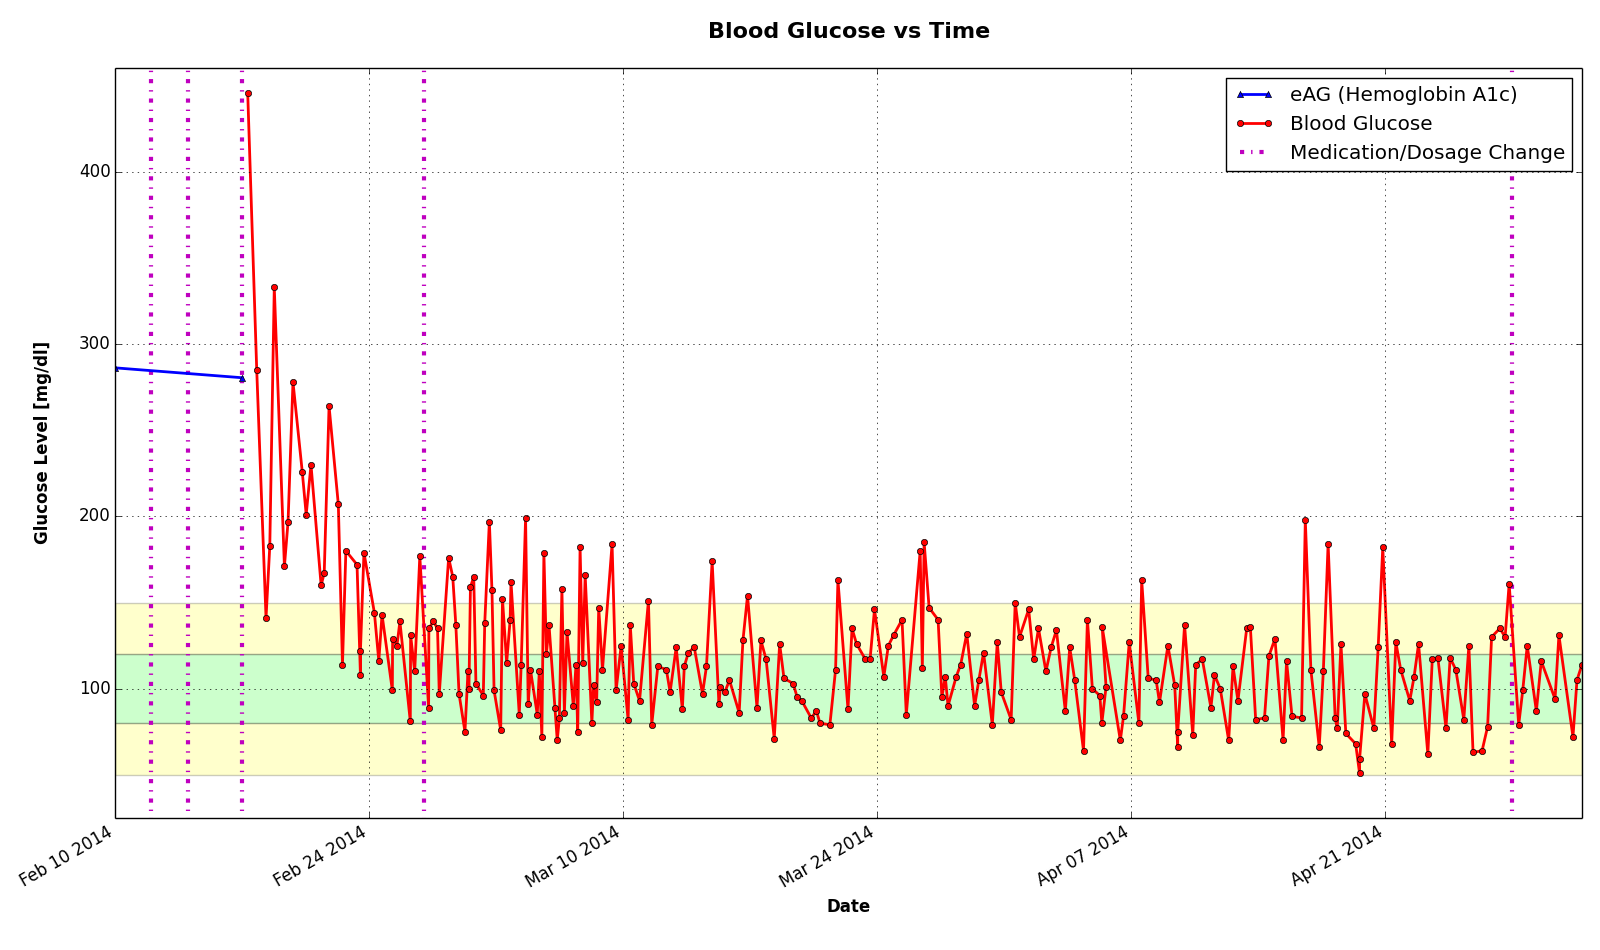 Blood Glucose vs Time
eAG (Hemoglobin A1c)
Blood Glucose
Medication/Dosage Change
400
300
200
100
Glucose Level [mg/dl]
Feb 10 2014
Feb 24 2014
Mar 10 2014
Mar 24 2014
Apr 07 2014
Apr 21 2014
Date